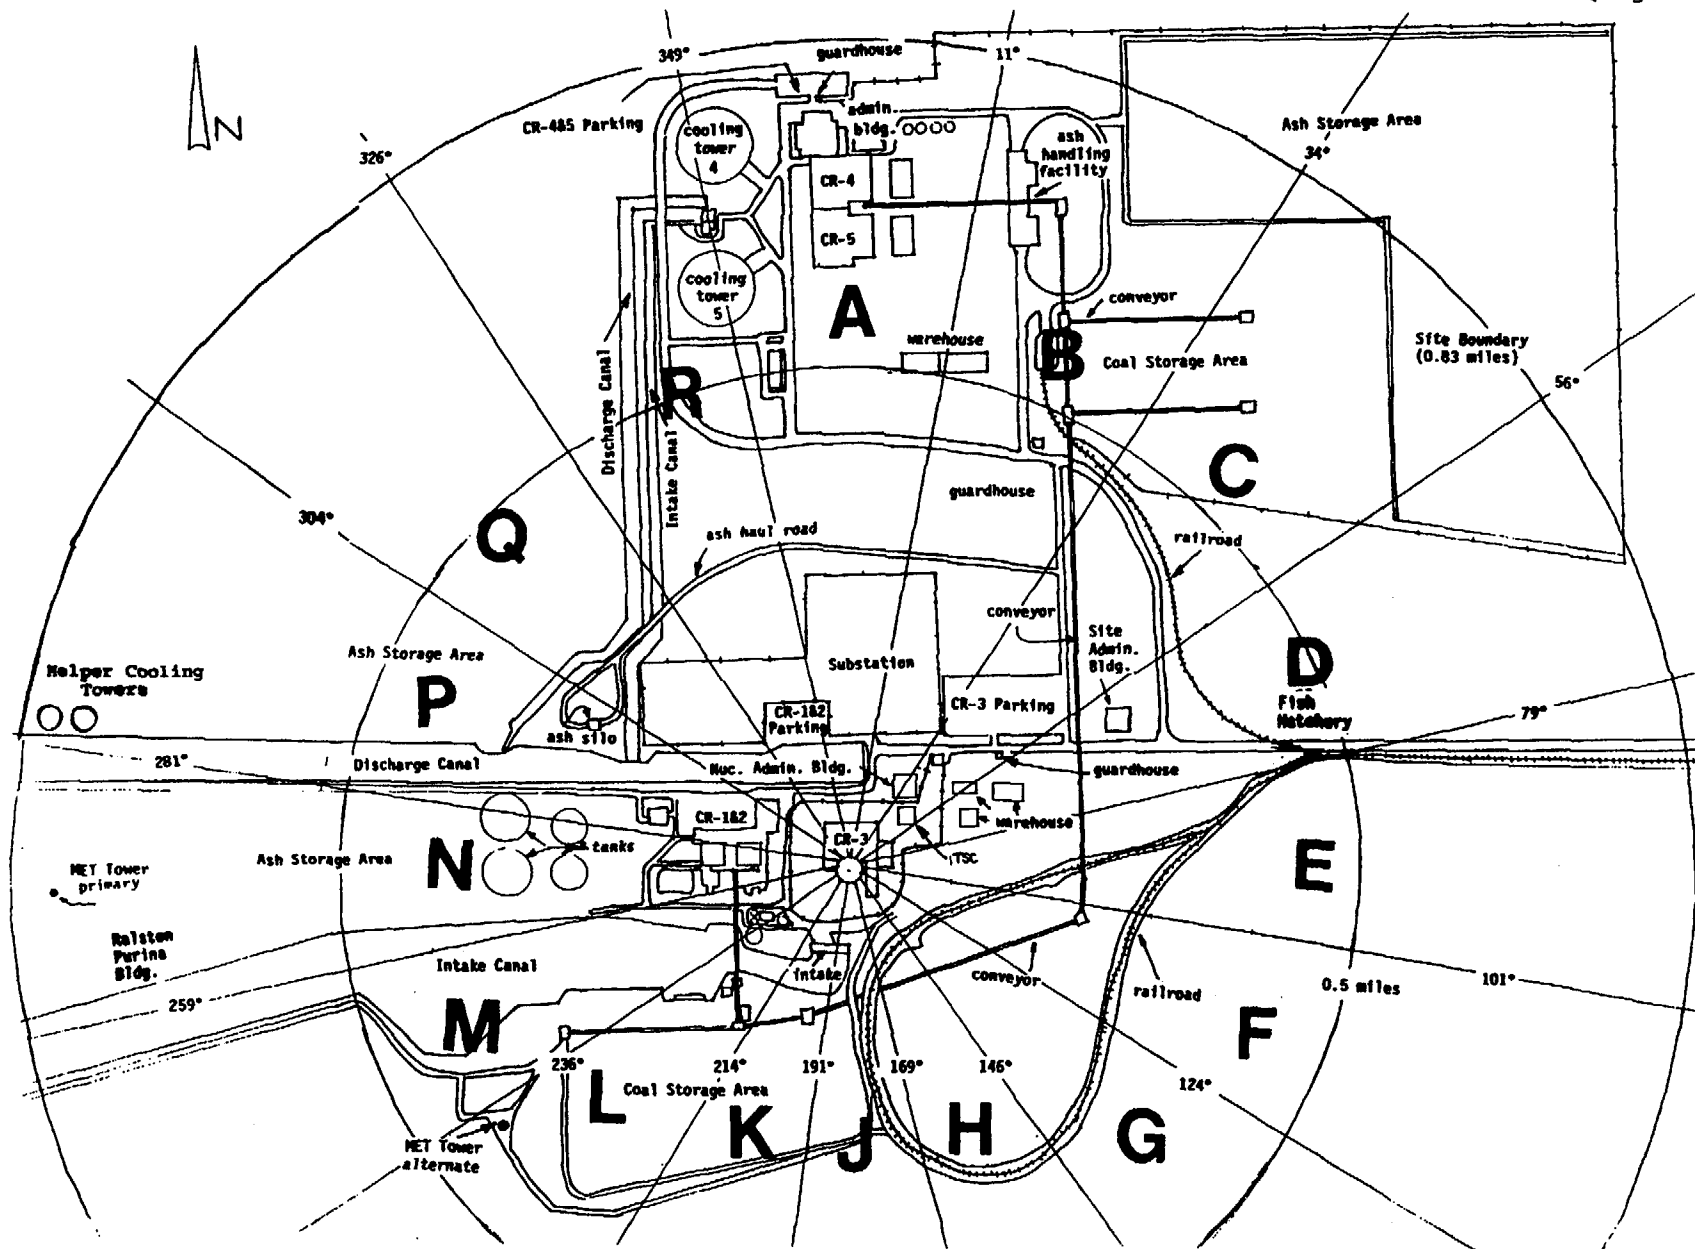 349°
guardhouse
11°
N
CR-4&5 Parking
cooling
tower
4
admin.
bldg.
ash
handling
facility
Ash Storage Area
34°
326°
CR-4
CR-5
cooling
tower
5
A
conveyor
warehouse
B
Coal Storage Area
Site Boundary
(0.83 miles)
56°
Discharge Canal
R
Intake Canal
C
guardhouse
304°
Q
ash haul road
railroad
conveyor
Site
Admin.
Bldg.
Ash Storage Area
Substation
D
Helper Cooling
Towers
P
Fish
Hatchery
CR-1&2
Parking
CR-3 Parking
79°
ash silo
281°
Discharge Canal
Nuc. Admin. Bldg.
guardhouse
CR-1&2
warehouse
CR-3
tanks
TSC
N
Ash Storage Area
E
MET Tower
primary
Ralston
Purina
Bldg.
Intake Canal
intake
conveyor
railroad
0.5 miles
101°
259°
M
F
236°
214°
191°
169°
146°
124°
L
Coal Storage Area
K
J
H
G
MET Tower
alternate